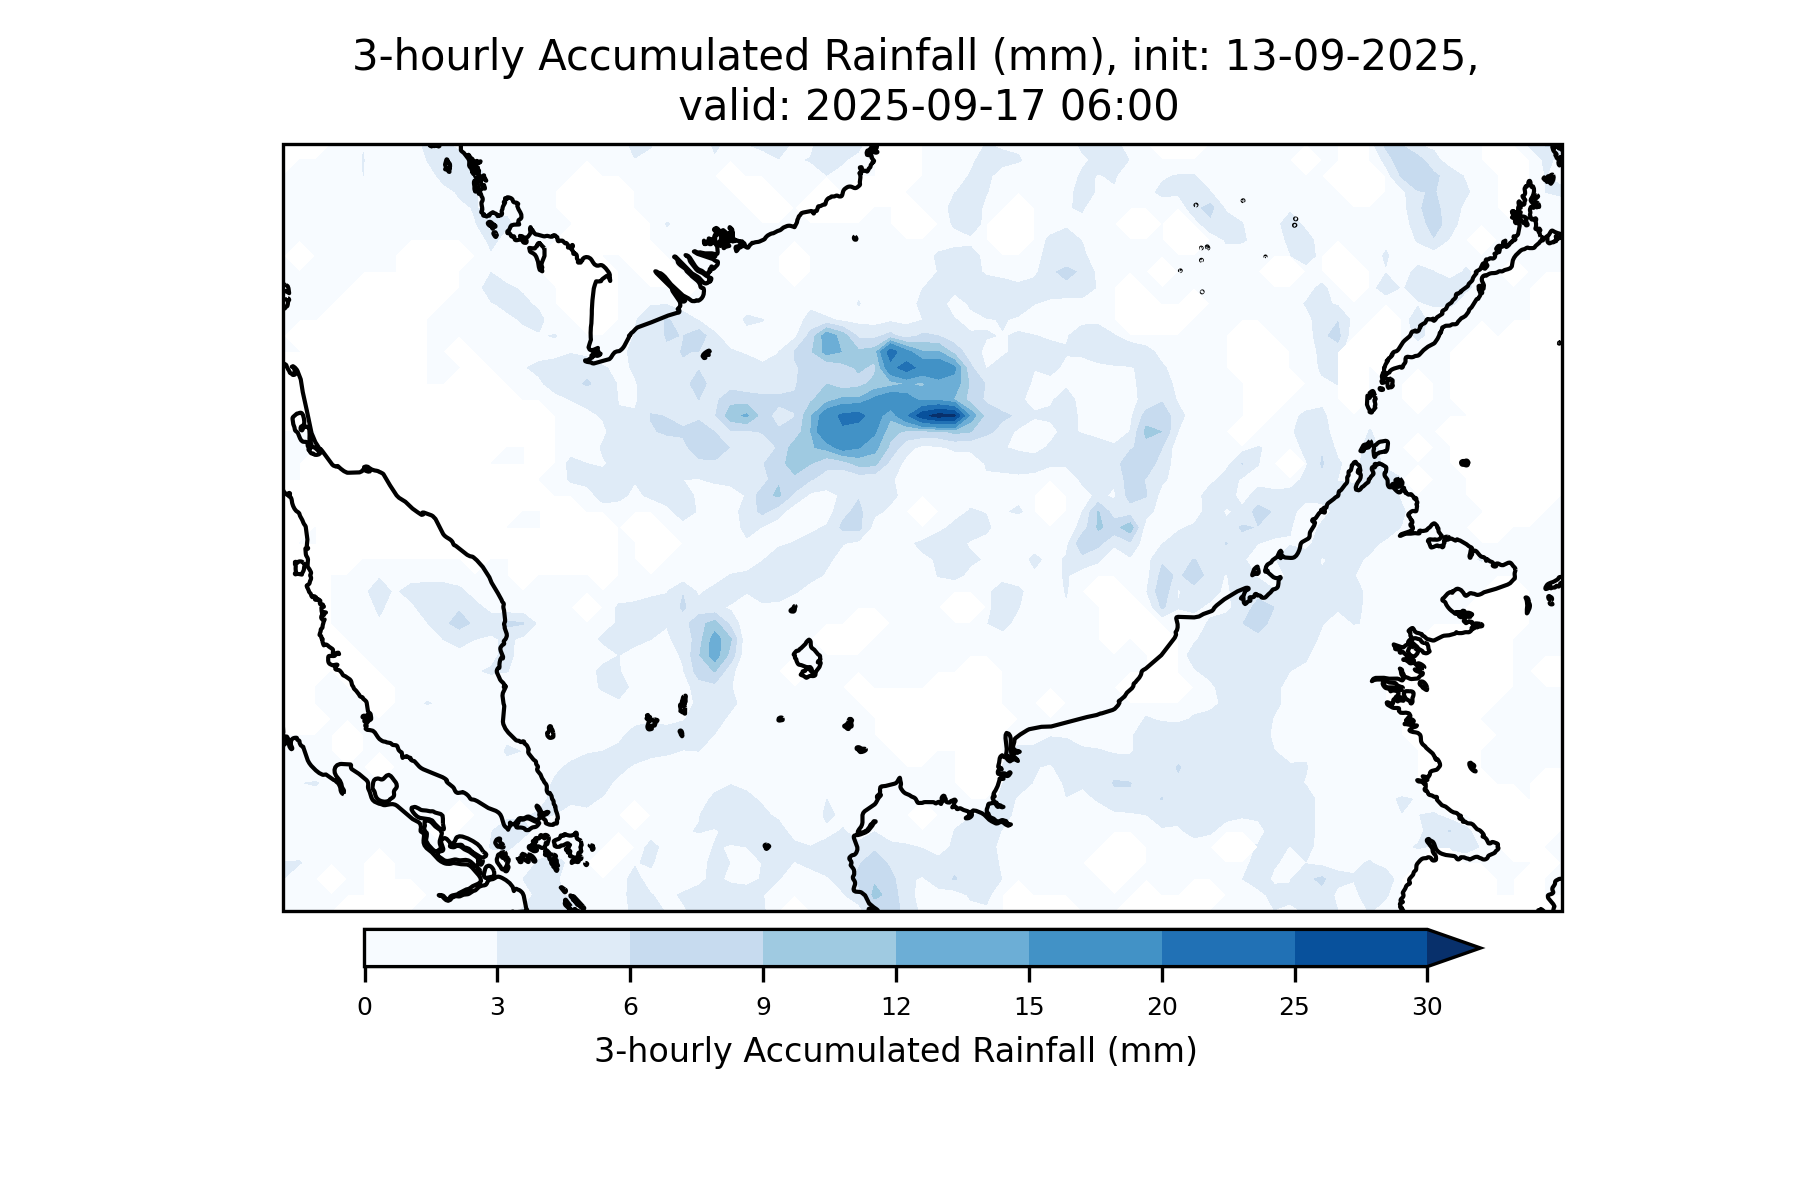 3-hourly Accumulated Rainfall (mm), init: 13-09-2025,
valid: 2025-09-17 06:00
0 3 6 9 12 15 20 25 30
3-hourly Accumulated Rainfall (mm)